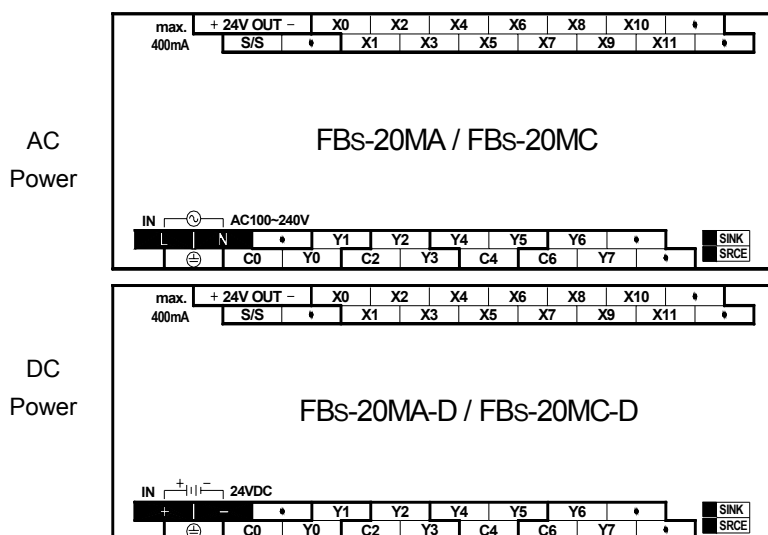 max. + 24V OUT − X0 X2 X4 X6 X8 X10 •
400mA S/S • X1 X3 X5 X7 X9 X11 •
AC
Power
FBs-20MA / FBs-20MC
IN AC100~240V
L N • Y1 Y2 Y4 Y5 Y6 • SINK
C0 Y0 C2 Y3 C4 C6 Y7 • SRCE
max. + 24V OUT − X0 X2 X4 X6 X8 X10 •
400mA S/S • X1 X3 X5 X7 X9 X11 •
DC
Power
FBs-20MA-D / FBs-20MC-D
IN + − 24VDC
+ − • Y1 Y2 Y4 Y5 Y6 • SINK
C0 Y0 C2 Y3 C4 C6 Y7 • SRCE